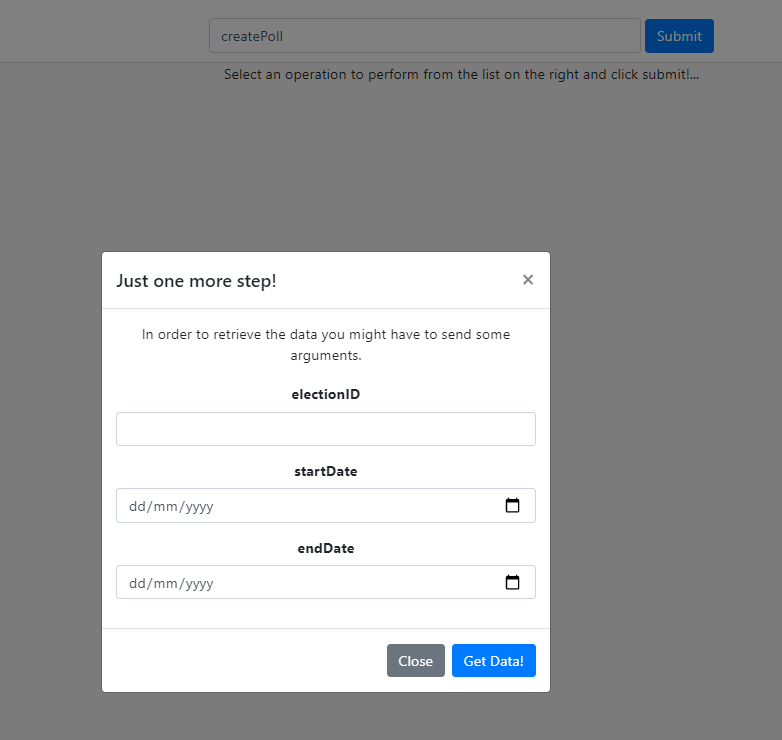 createPoll
Submit
Select an operation to perform from the list on the right and click submit!...
Just one more step!
×
In order to retrieve the data you might have to send some
arguments.
electionID
startDate
dd/mm/yyyy
endDate
dd/mm/yyyy
Close
Get Data!